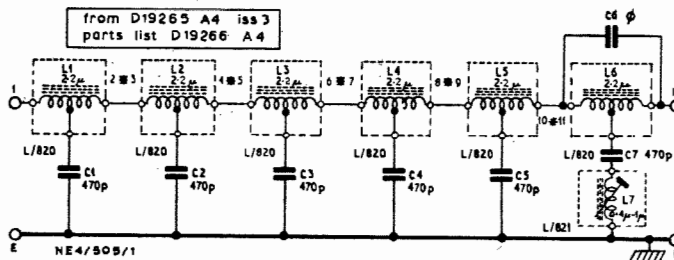 from D19265 A4 iss 3
parts list D19266 A4
C6 φ
L1
2·2μ
L2
2·2μ
L3
2·2μ
L4
2·2μ
L5
2·2μ
L6
2·2μ
1
2※3
4※5
6※7
8※9
10※11
L/820
L/820
L/820
L/820
L/820
L/820
C1
470p
C2
470p
C3
470p
C4
470p
C5
470p
C7 470p
L7
·4μ-1μ
L/821
E
NE4/505/1